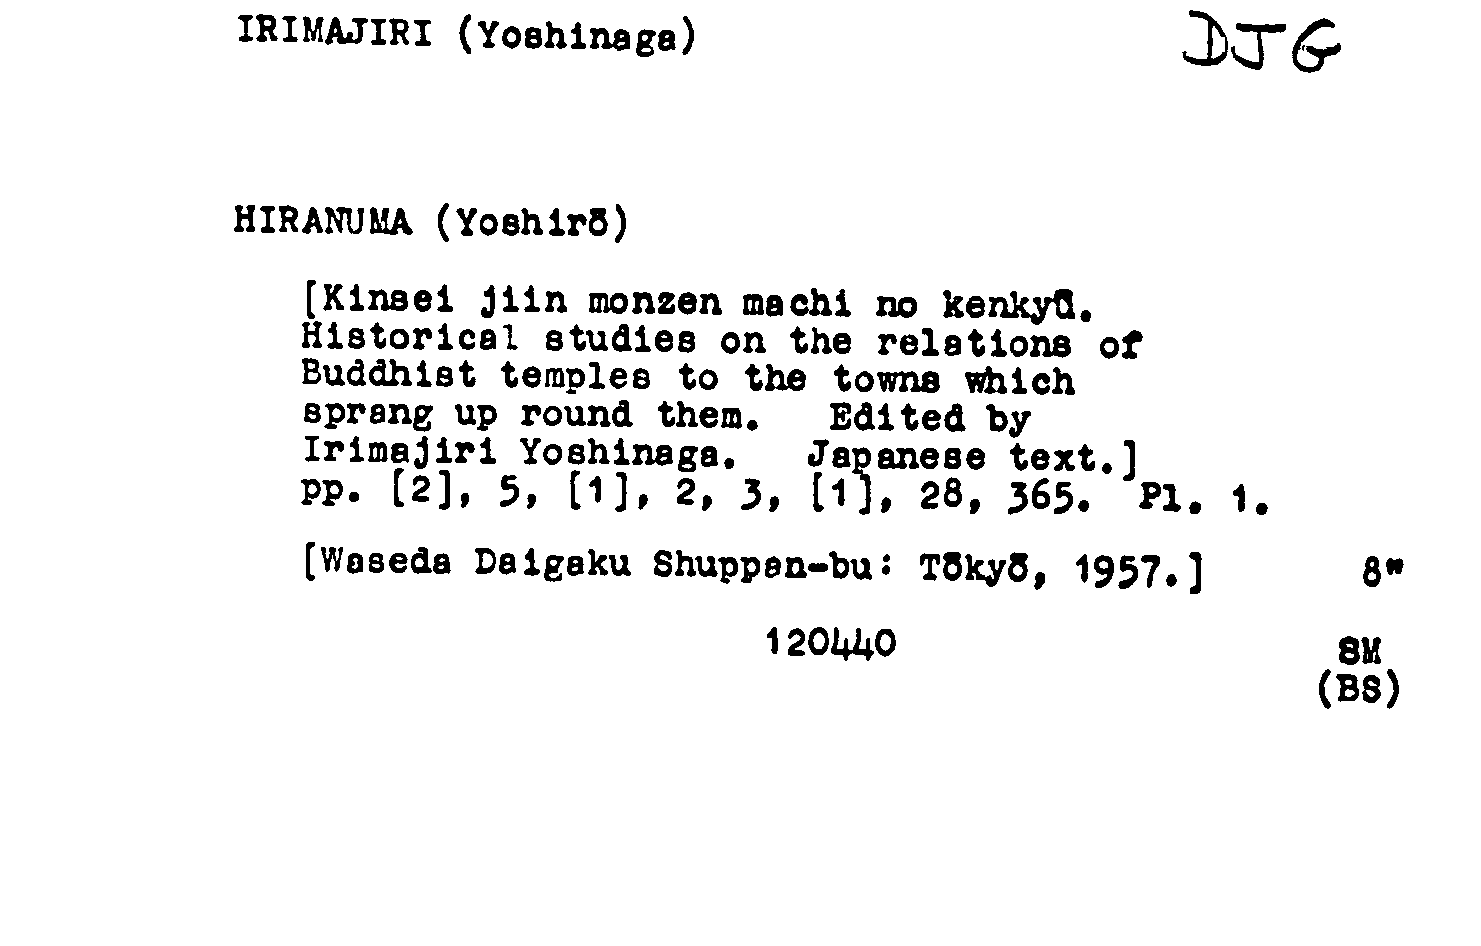 IRIMAJIRI (Yoshinaga)
DJG
HIRANUMA (Yoshirō)
[Kinsei jiin monzen machi no kenkyū.
Historical studies on the relations of
Buddhist temples to the towns which
sprang up round them. Edited by
Irimajiri Yoshinaga. Japanese text.]
pp. [2], 5, [1], 2, 3, [1], 28, 365. Pl. 1.
[Waseda Daigaku Shuppan-bu: Tōkyō, 1957.] 8"
120440
SM
(BS)